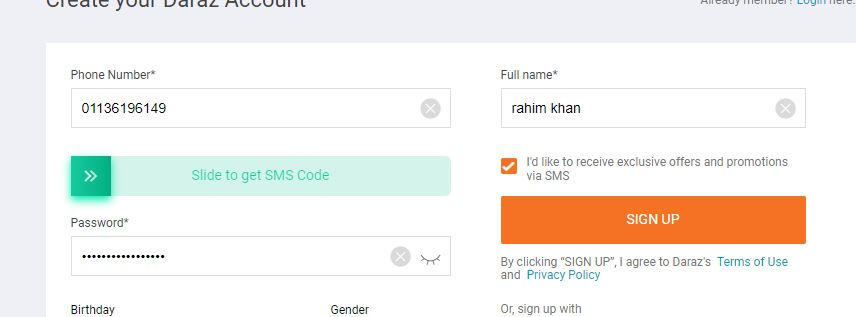 Create your Daraz Account
Already member? Login here.
Phone Number*
01136196149
Slide to get SMS Code
Password*
•••••••••••••••••
Birthday
Gender
Full name*
rahim khan
I'd like to receive exclusive offers and promotions
via SMS
SIGN UP
By clicking “SIGN UP”, I agree to Daraz's Terms of Use
and Privacy Policy
Or, sign up with